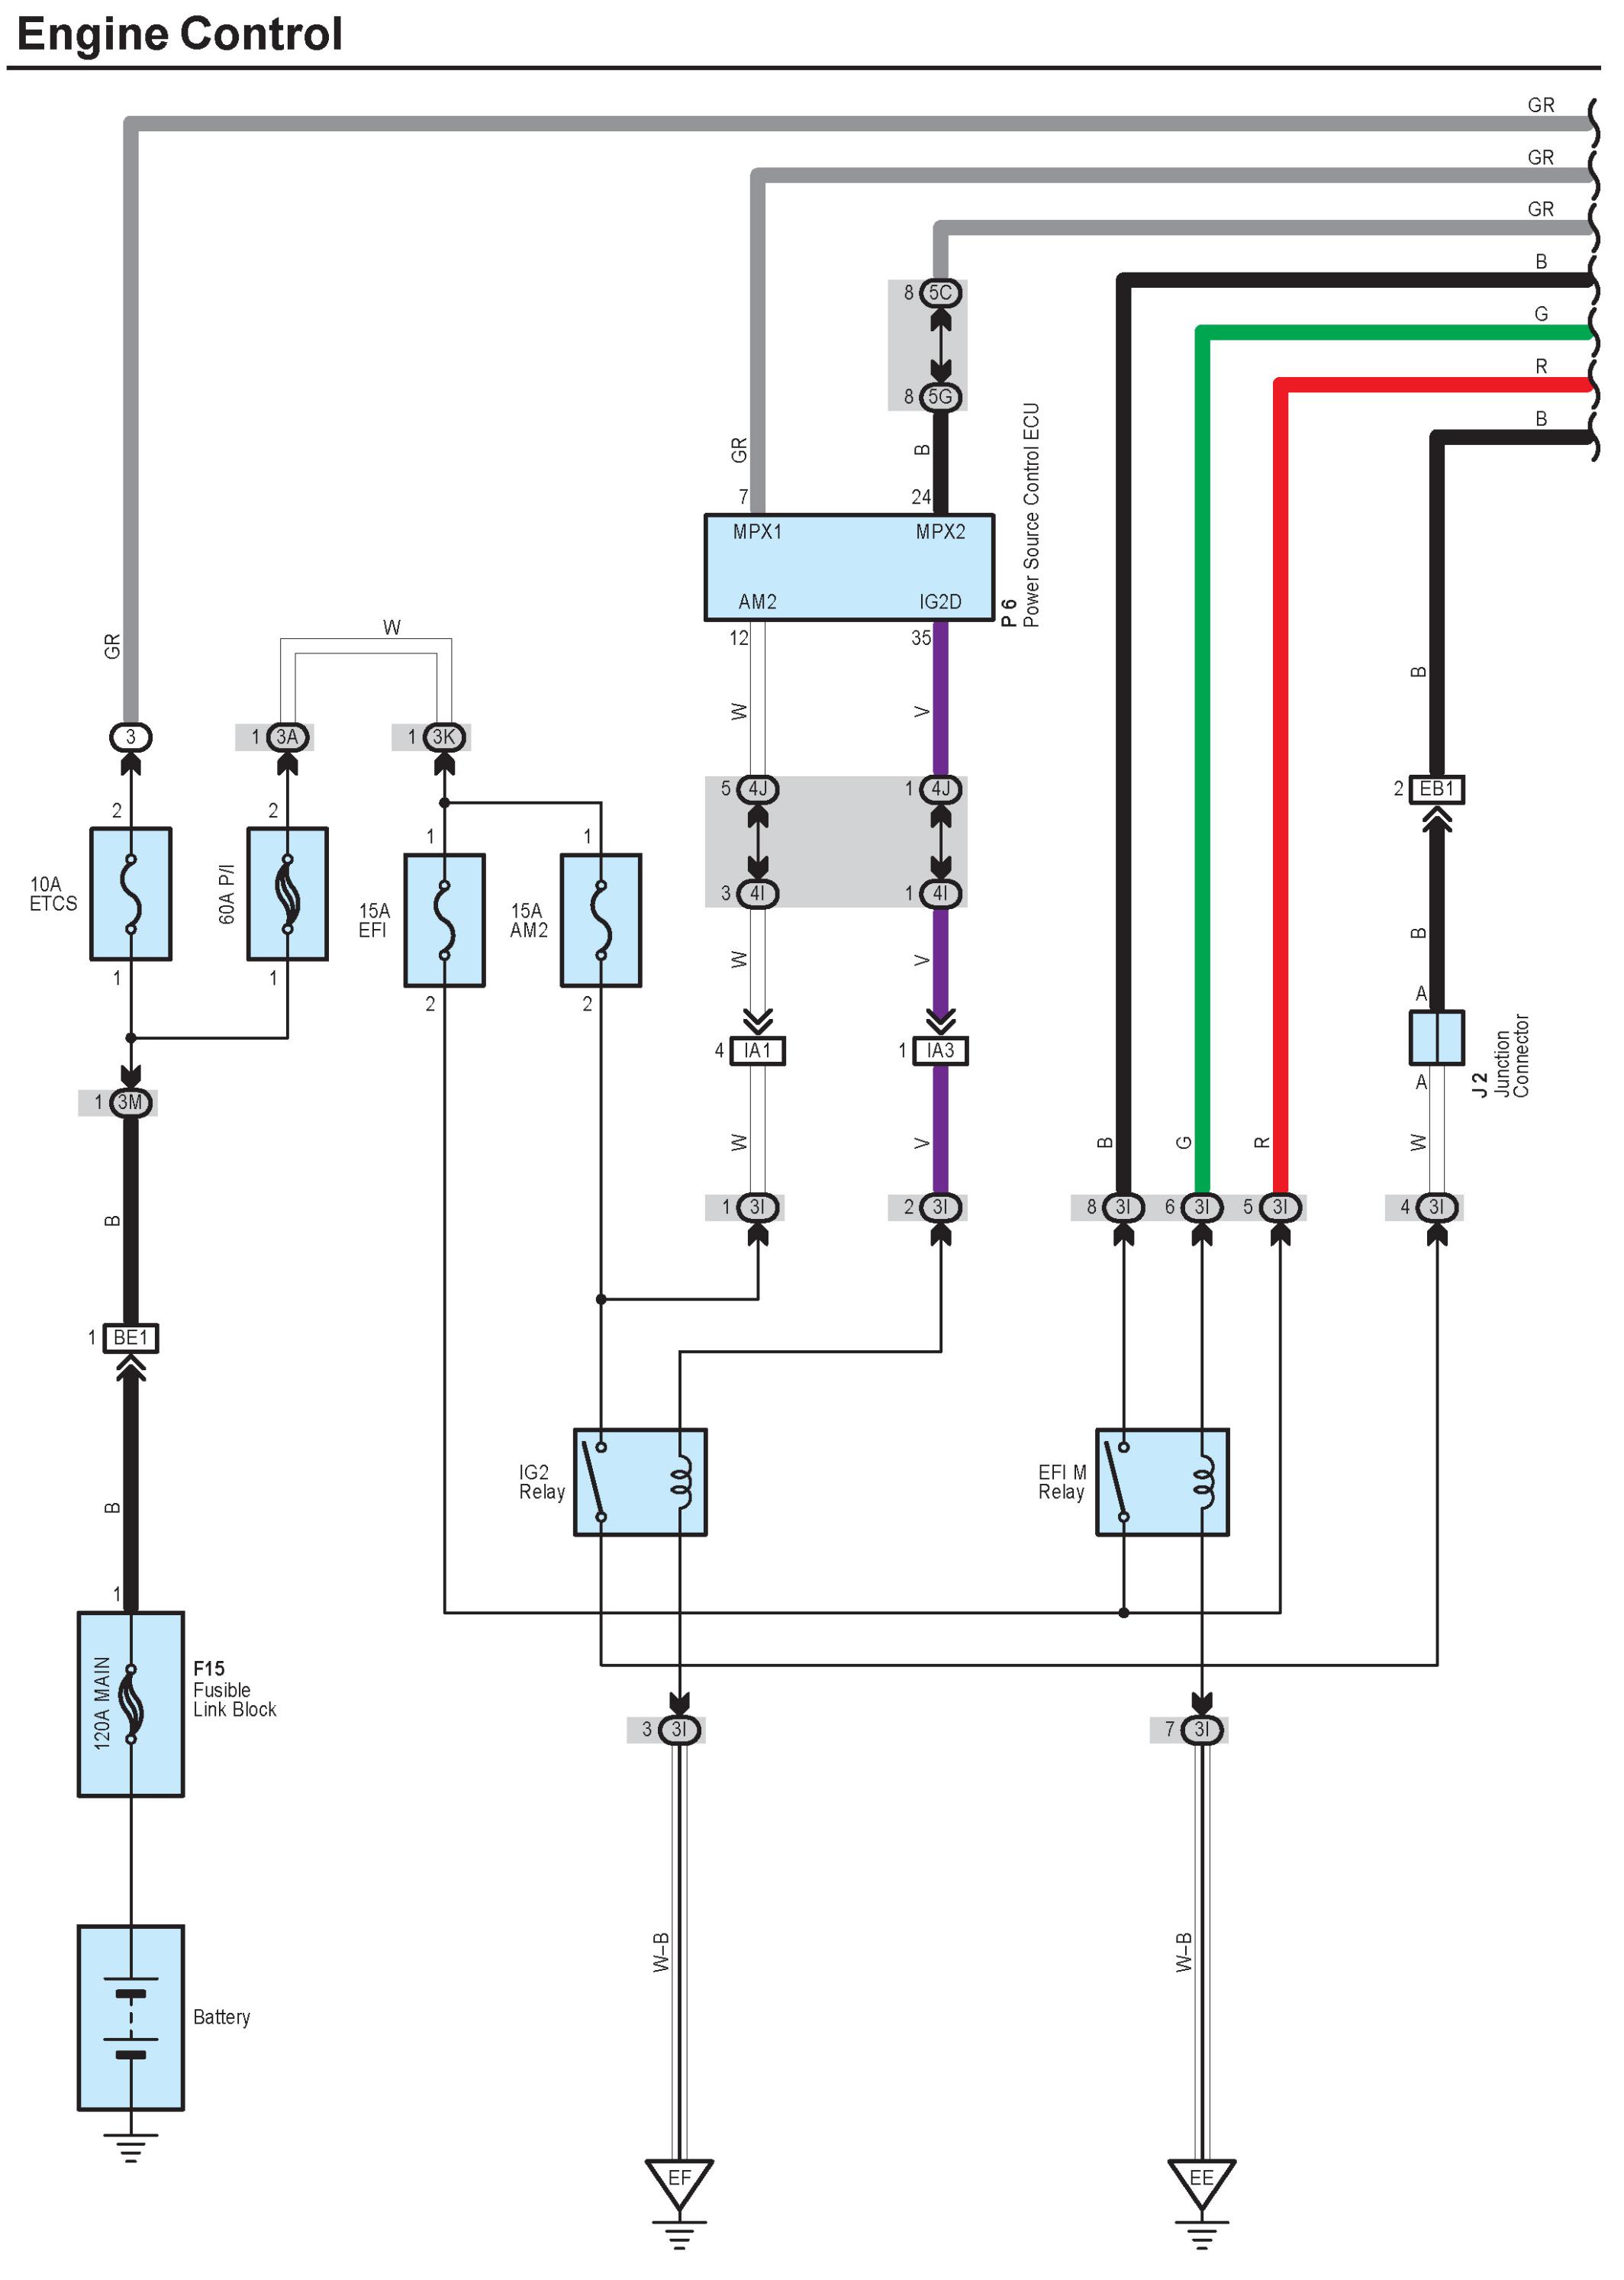 Engine Control
GR
GR
GR
B
G
R
B
8 5C
8 5G
GR
B
7
24
MPX1
MPX2
AM2
IG2D
P 6
Power Source Control ECU
12
35
GR
W
W
V
B
3
1 3A
1 3K
5 4J
1 4J
2 EB1
2
2
1
1
10A
ETCS
60A P/I
15A
EFI
15A
AM2
3 4I
1 4I
1
1
2
2
W
V
B
A
4 IA1
1 IA3
J 2
Junction
Connector
A
1 3M
W
V
B
G
R
W
1 3I
2 3I
8 3I
6 3I
5 3I
4 3I
B
1 BE1
B
IG2
Relay
EFI M
Relay
1
120A MAIN
F15
Fusible
Link Block
3 3I
7 3I
W–B
W–B
Battery
EF
EE